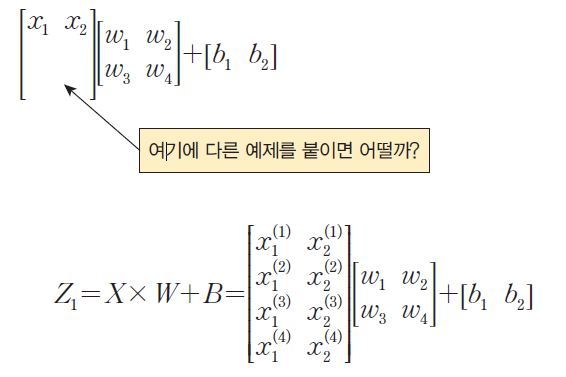 [x₁ x₂][w₁ w₂
w₃ w₄]+[b₁ b₂]
여기에 다른 예제를 붙이면 어떨까?
Z₁=X×W+B=[x₁⁽¹⁾ x₂⁽¹⁾
x₁⁽²⁾ x₂⁽²⁾
x₁⁽³⁾ x₂⁽³⁾
x₁⁽⁴⁾ x₂⁽⁴⁾][w₁ w₂
w₃ w₄]+[b₁ b₂]